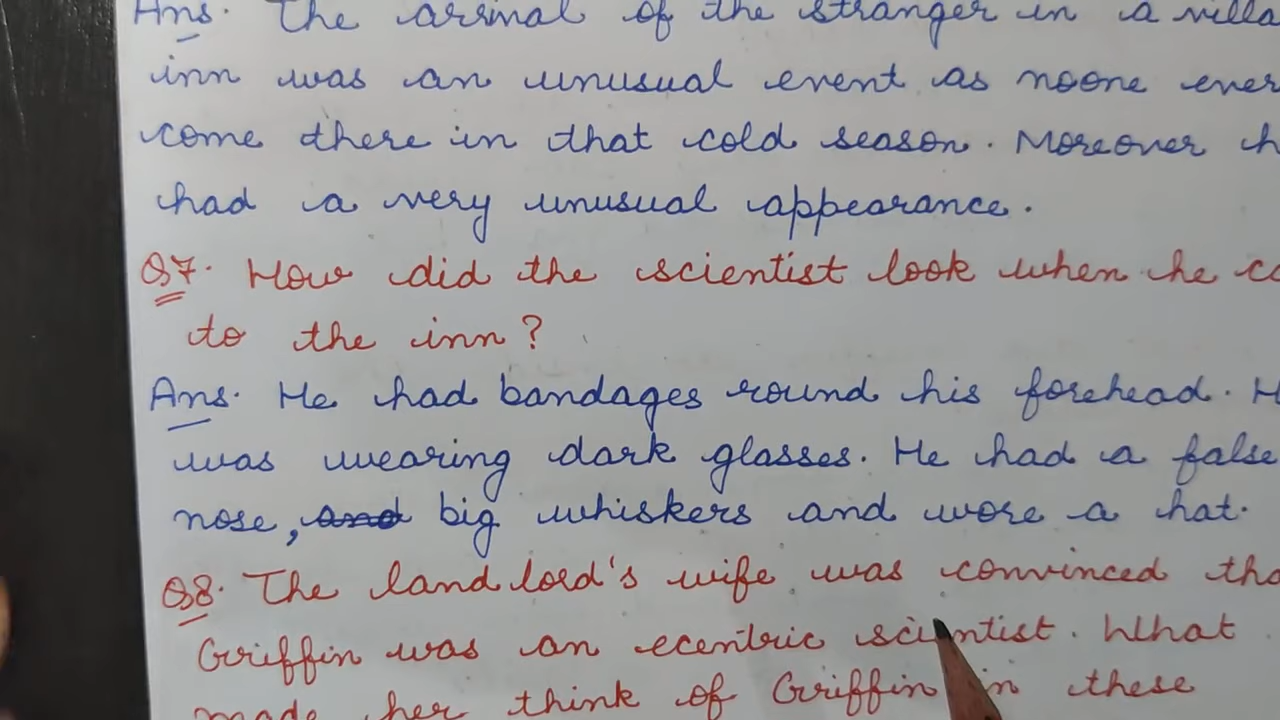 Ans. The arrival of the stranger in a villa
inn was an unusual event as noone ever
come there in that cold season. Moreover h
had a very unusual appearance.
Q7. How did the scientist look when he co
to the inn?
Ans. He had bandages round his forehead. H
was wearing dark glasses. He had a false
nose, and big whiskers and wore a hat.
Q8. The landlord's wife was convinced tha
Griffin was an ecentric scientist. What
made her think of Griffin in these